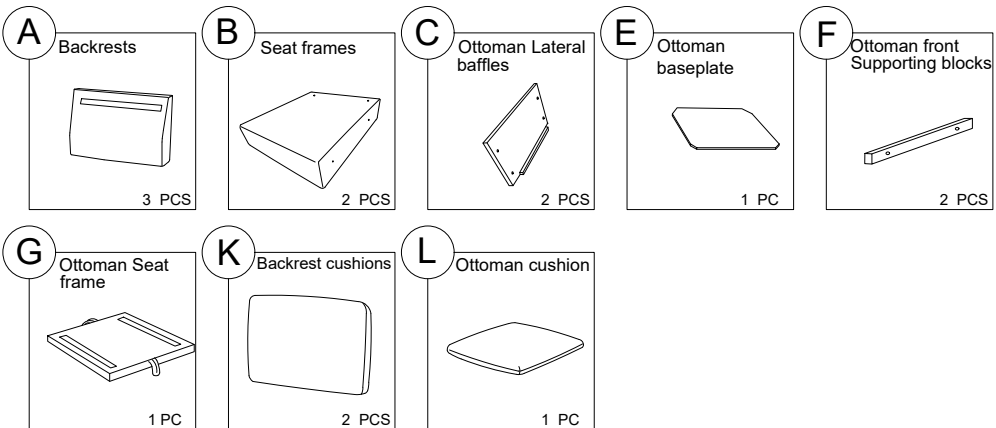 A
Backrests
3 PCS
B
Seat frames
2 PCS
C
Ottoman Lateral
baffles
2 PCS
E
Ottoman
baseplate
1 PC
F
Ottoman front
Supporting blocks
2 PCS
G
Ottoman Seat
frame
1 PC
K
Backrest cushions
2 PCS
L
Ottoman cushion
1 PC